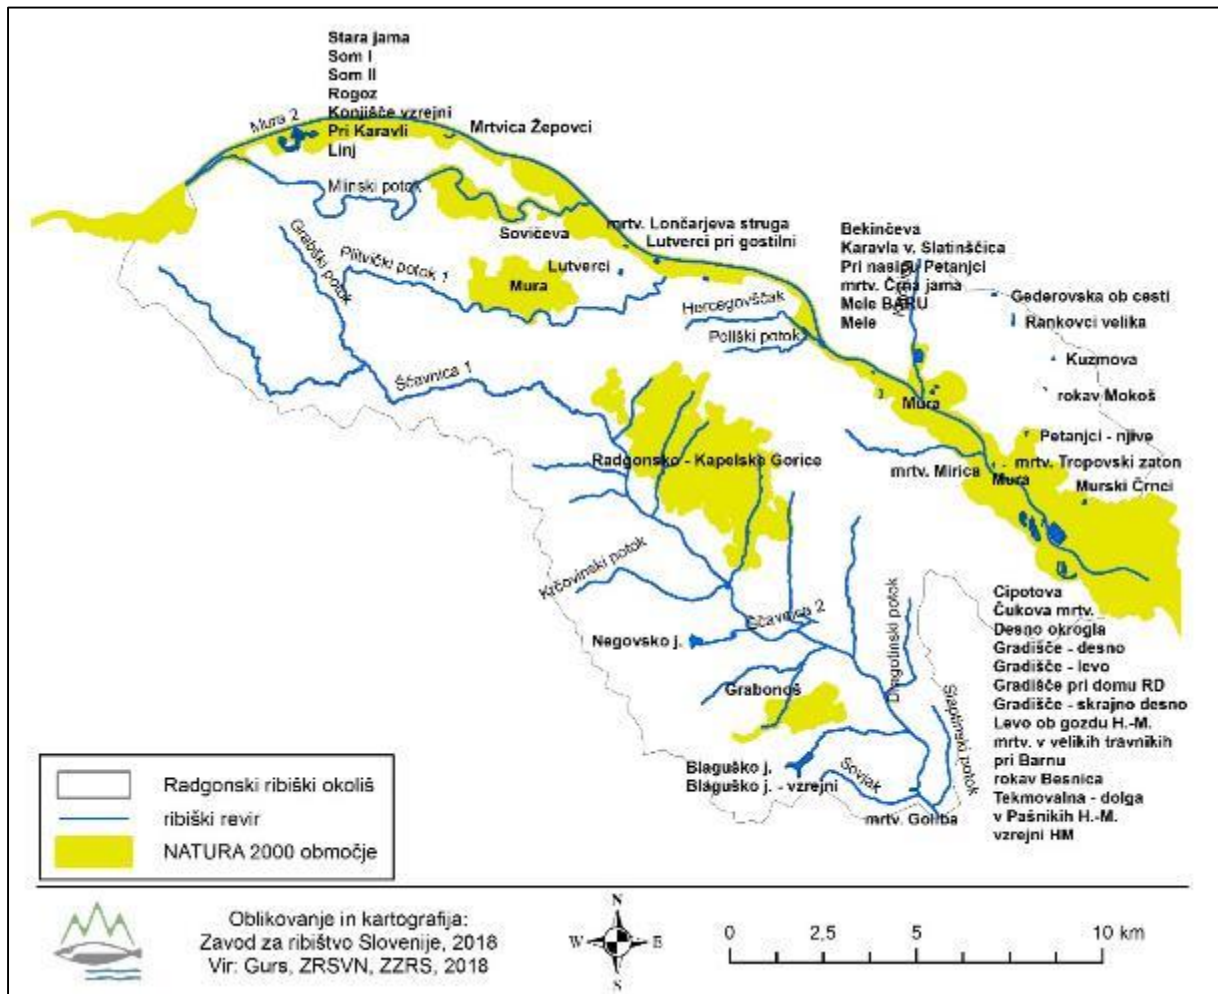 Stara jama
Som I
Som II
Rogoz
Konjišče vzrejni
Pri Karavli
Linj
Mura 2
Mrtvica Žepovci
Mlinski potok
Sovičeva
mrtv. Lončarjeva struga
Lutverci pri gostilni
Grabški potok
Plitvički potok 1
Lutverci
Mura
Bekinčeva
Karavla v. Slatinščica
Pri nasipu Petanjci
mrtv. Črna jama
Mele BARU
Mele
Hercegovščak
Poliški potok
Gederovska ob cesti
Rankovci velika
Kuzmova
rokav Mokoš
Ščavnica 1
Mura
Petanjci - njive
Radgonsko - Kapelske Gorice
mrtv. Mirica
mrtv. Tropovski zaton
Mura
Murski Črnci
Krčovinski potok
Ščavnica 2
Negovsko j.
Dragotinski potok
Grabonoš
Slaptinski potok
Cipotova
Čukova mrtv.
Desno okrogla
Gradišče - desno
Gradišče - levo
Gradišče pri domu RD
Gradišče - skrajno desno
Levo ob gozdu H.-M.
mrtv. v velikih travnikih
pri Barnu
rokav Besnica
Tekmovalna - dolga
v Pašnikih H.-M.
vzrejni HM
Blaguško j.
Blaguško j. - vzrejni
Sovjak
mrtv. Goliba
Radgonski ribiški okoliš
ribiški revir
NATURA 2000 območje
Oblikovanje in kartografija:
Zavod za ribištvo Slovenije, 2018
Vir: Gurs, ZRSVN, ZZRS, 2018
N
W E
S
0 2,5 5 10 km